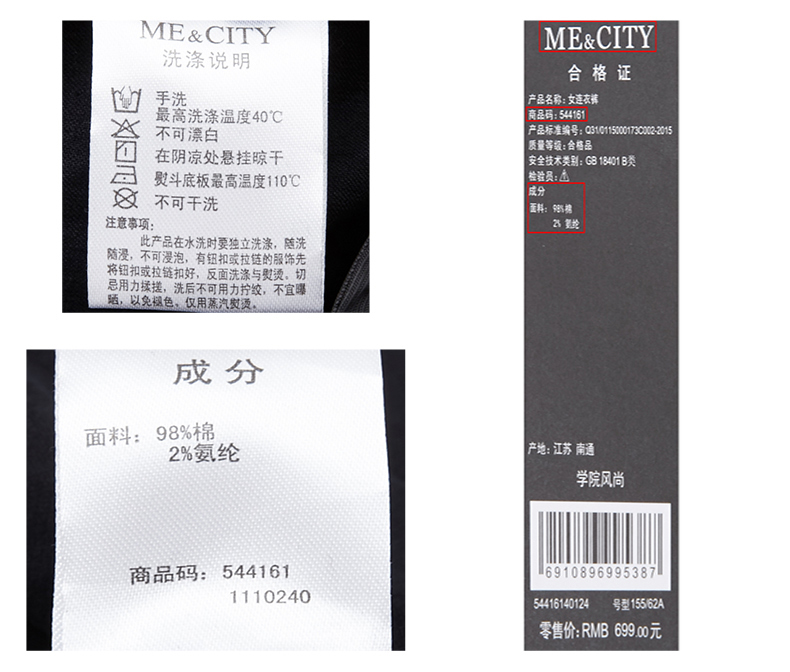 ME&CITY
洗涤说明
手洗
最高洗涤温度40℃
不可漂白
在阴凉处悬挂晾干
熨斗底板最高温度110℃
不可干洗
注意事项:
此产品在水洗时要独立洗涤，随洗
随浸，不可浸泡，有钮扣或拉链的服饰先
将钮扣或拉链扣好，反面洗涤与熨烫。切
忌用力揉搓，洗后不可用力拧绞，不宜曝
晒，以免褪色。仅用蒸汽熨烫。
成分
面料：98%棉
2%氨纶
商品码：544161
1110240
ME&CITY
合格证
产品名称：女连衣裤
商品码：544161
产品标准编号：Q31/0115000173C002-2015
质量等级：合格品
安全技术类别：GB 18401 B类
检验员：
成分
面料：98%棉
2% 氨纶
产地：江苏 南通
学院风尚
6910896995387
54416140124 号型155/62A
零售价：RMB 699.00元